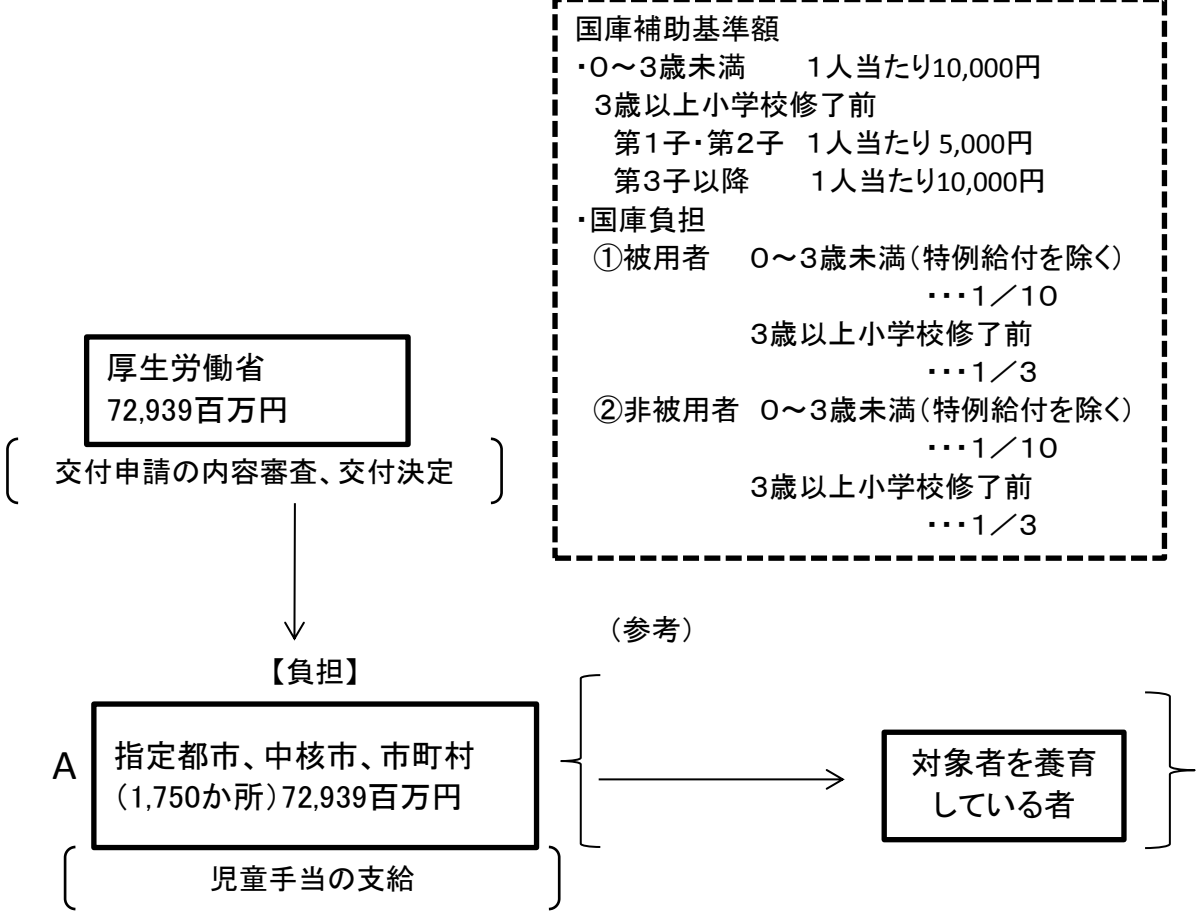 国庫補助基準額
・０～３歳未満　　１人当たり10,000円
３歳以上小学校修了前
第１子・第２子　１人当たり 5,000円
第３子以降　　１人当たり10,000円
・国庫負担
①被用者　０～３歳未満（特例給付を除く）
・・・１／１０
３歳以上小学校修了前
・・・１／３
②非被用者　０～３歳未満（特例給付を除く）
・・・１／１０
３歳以上小学校修了前
・・・１／３
厚生労働省
72,939百万円
交付申請の内容審査、交付決定
【負担】
A
指定都市、中核市、市町村
（1,750か所）72,939百万円
児童手当の支給
（参考）
対象者を養育
している者